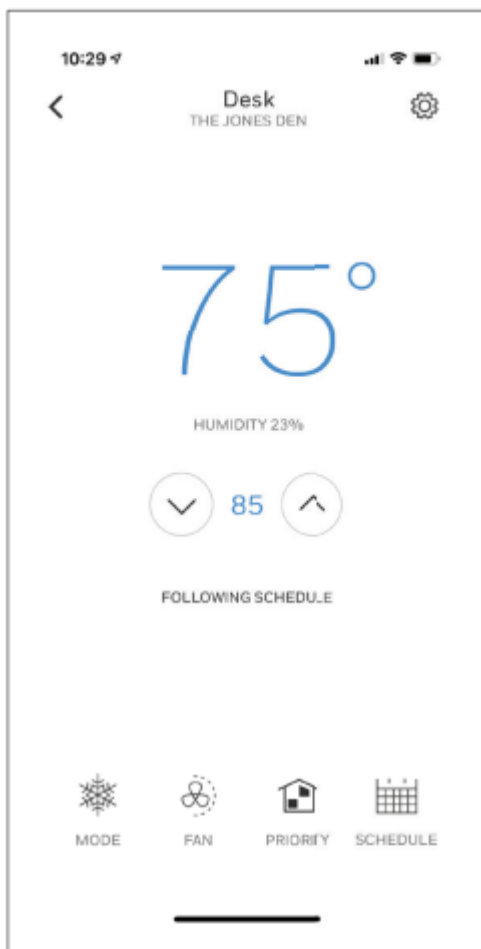 10:29
Desk
THE JONES DEN
75°
HUMIDITY 23%
85
FOLLOWING SCHEDULE
MODE FAN PRIORITY SCHEDULE